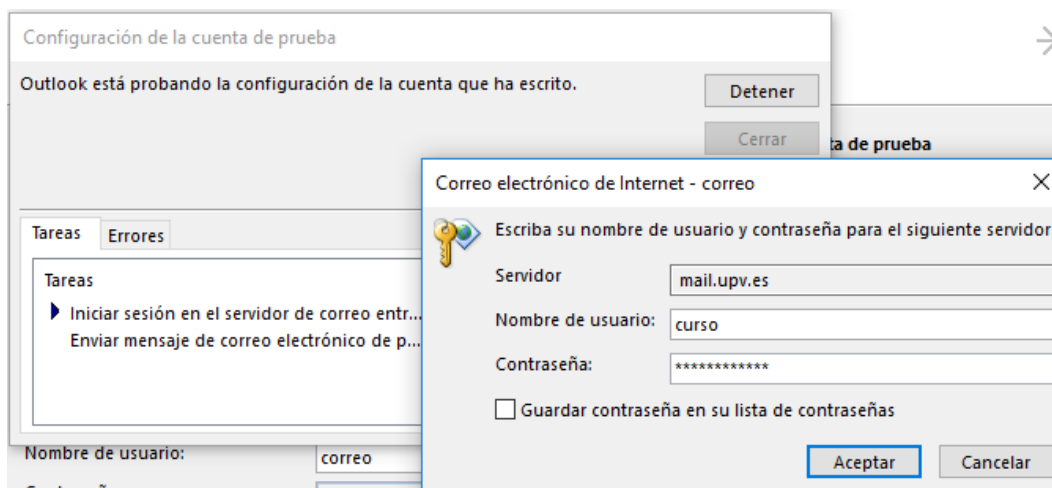 Configuración de la cuenta de prueba
Outlook está probando la configuración de la cuenta que ha escrito.
Detener
Cerrar
ta de prueba
Correo electrónico de Internet - correo
Tareas
Errores
Escriba su nombre de usuario y contraseña para el siguiente servidor
Tareas
Servidor
mail.upv.es
Iniciar sesión en el servidor de correo entr...
Nombre de usuario:
curso
Enviar mensaje de correo electrónico de p...
Contraseña:
************
Guardar contraseña en su lista de contraseñas
Nombre de usuario:
correo
Aceptar
Cancelar